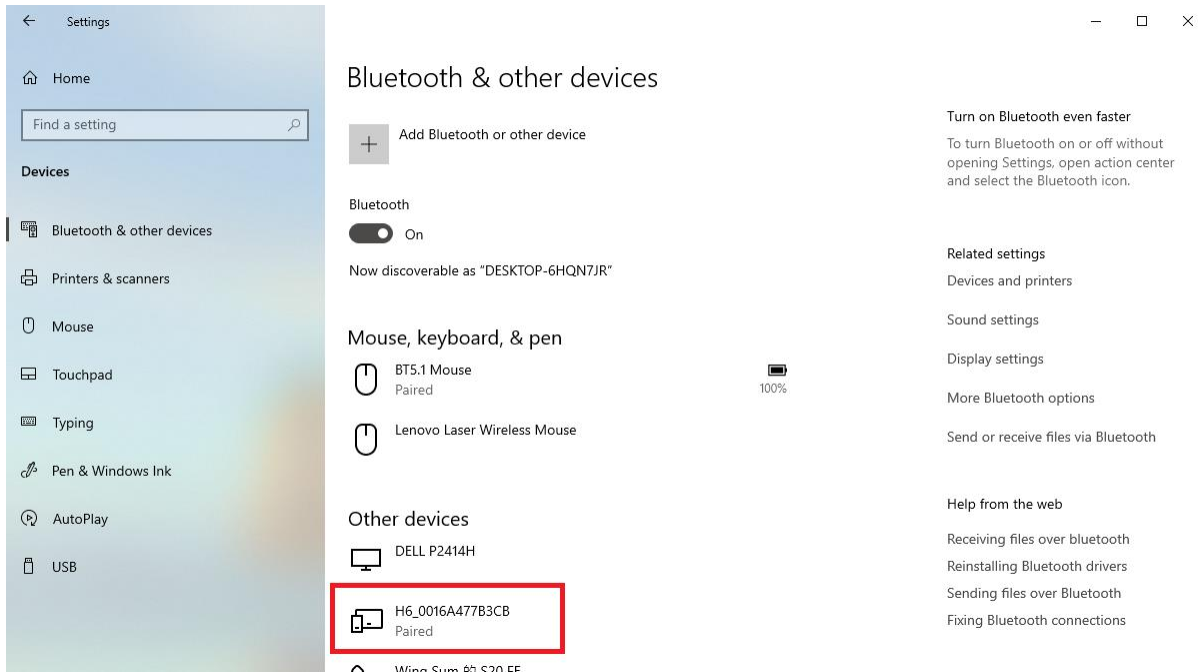 Settings
Home
Find a setting
Devices
Bluetooth & other devices
Printers & scanners
Mouse
Touchpad
Typing
Pen & Windows Ink
AutoPlay
USB
Bluetooth & other devices
Add Bluetooth or other device
Bluetooth
On
Now discoverable as “DESKTOP-6HQN7JR”
Mouse, keyboard, & pen
BT5.1 Mouse
Paired
100%
Lenovo Laser Wireless Mouse
Other devices
DELL P2414H
H6_0016A477B3CB
Paired
Wing Sum 的 S20 FE
Turn on Bluetooth even faster
To turn Bluetooth on or off without
opening Settings, open action center
and select the Bluetooth icon.
Related settings
Devices and printers
Sound settings
Display settings
More Bluetooth options
Send or receive files via Bluetooth
Help from the web
Receiving files over bluetooth
Reinstalling Bluetooth drivers
Sending files over Bluetooth
Fixing Bluetooth connections